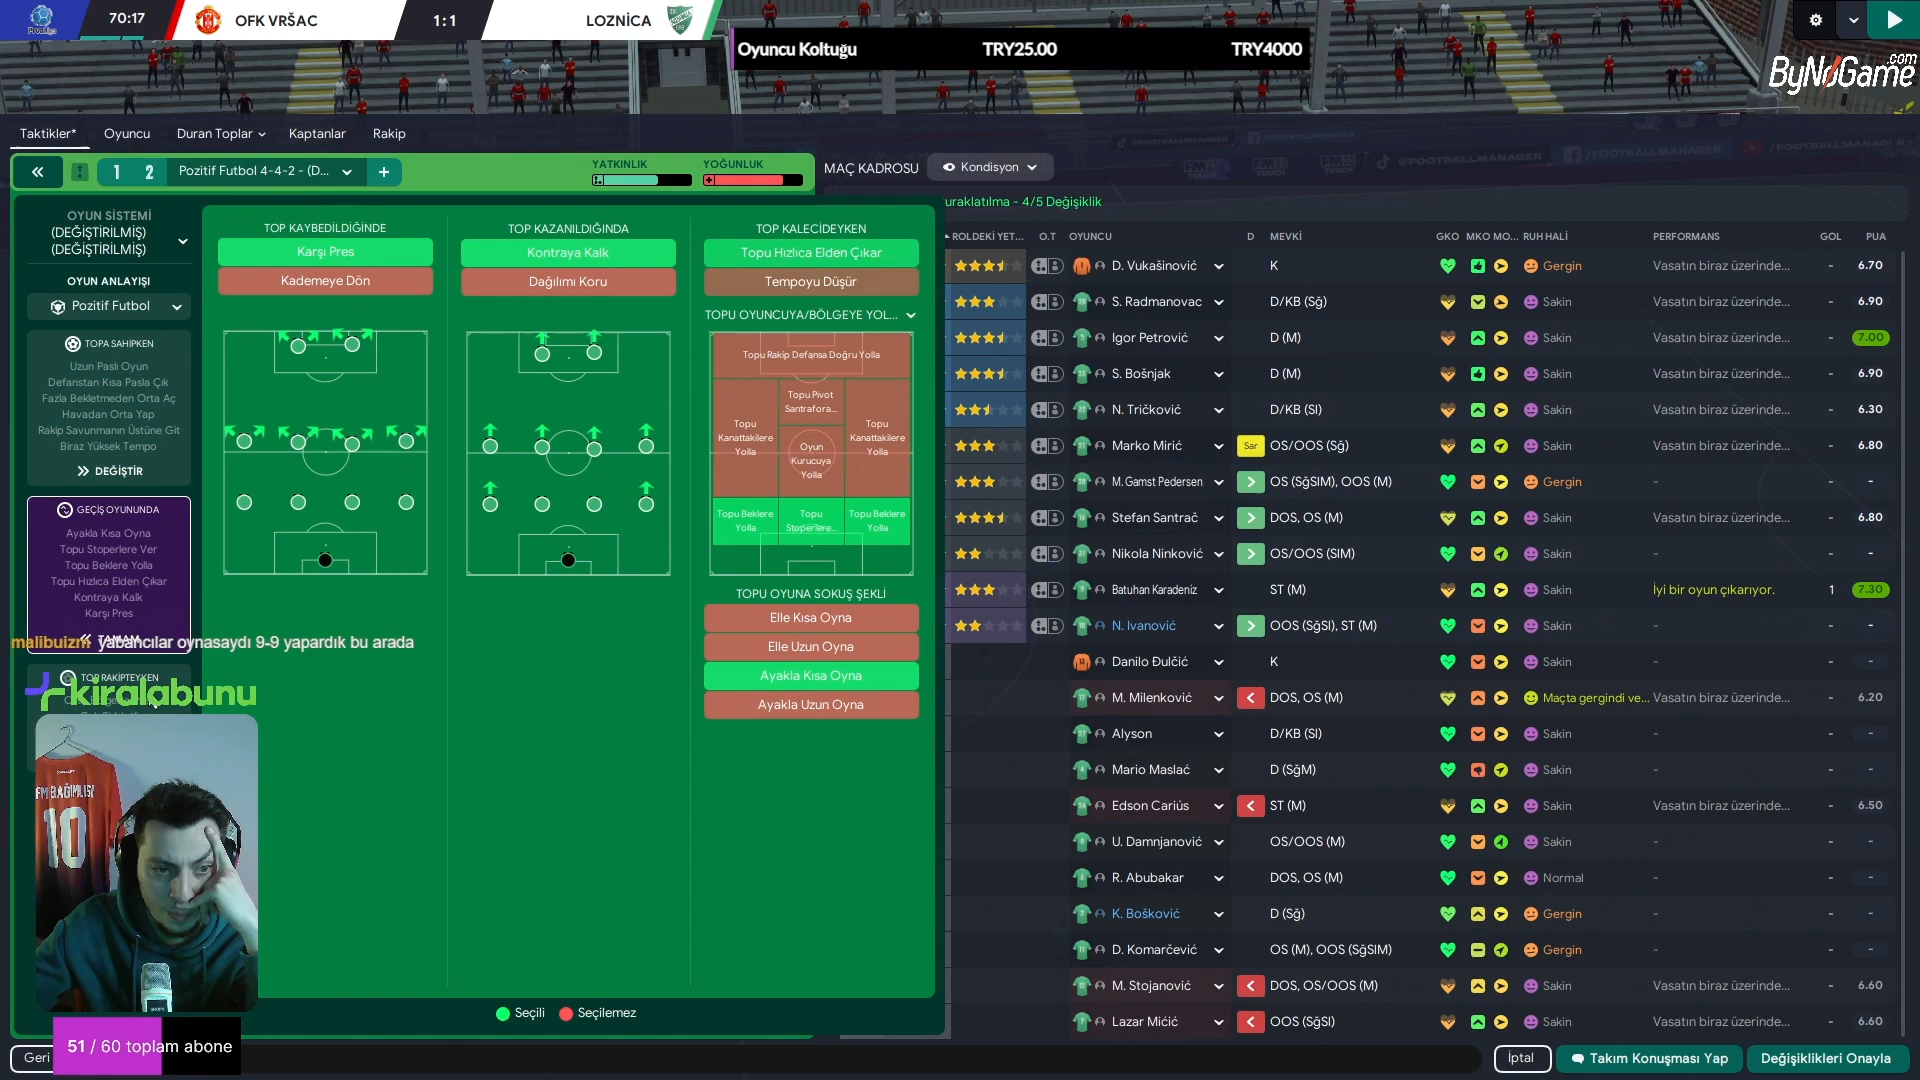 70:17
OFK VRŠAC
1:1
LOZNİCA
Oyuncu Koltuğu TRY25.00 TRY4000
ByNoGame.com
Taktikler*
Oyuncu
Duran Toplar
Kaptanlar
Rakip
1 2
Pozitif Futbol 4-4-2 - (D...
YATKINLIK
YOĞUNLUK
MAÇ KADROSU
Kondisyon
uraklatılma - 4/5 Değişiklik
OYUN SİSTEMİ
(DEĞİŞTİRİLMİŞ)
(DEĞİŞTİRİLMİŞ)
OYUN ANLAYIŞI
Pozitif Futbol
TOPA SAHİPKEN
Uzun Paslı Oyun
Defanstan Kısa Pasla Çık
Fazla Bekletmeden Orta Aç
Havadan Orta Yap
Rakip Savunmanın Üstüne Git
Biraz Yüksek Tempo
DEĞİŞTİR
GEÇİŞ OYUNUNDA
Ayakla Kısa Oyna
Topu Stoperlere Ver
Topu Beklere Yolla
Topu Hızlıca Elden Çıkar
Kontraya Kalk
Karşı Pres
TAMAM
malibuizm yabancılar oynasaydı 9-9 yapardık bu arada
TOP RAKİPTEYKEN
kiralabunu
FM BAĞIMLISI
10
51 / 60 toplam abone
Geri
TOP KAYBEDİLDİĞİNDE
Karşı Pres
Kademeye Dön
TOP KAZANILDIĞINDA
Kontraya Kalk
Dağılımı Koru
TOP KALECİDEYKEN
Topu Hızlıca Elden Çıkar
Tempoyu Düşür
TOPU OYUNCUYA/BÖLGEYE YOL...
Topu Rakip Defansa Doğru Yolla
Topu Pivot Santrafora...
Topu Kanattakilere Yolla
Oyun Kurucuya Yolla
Topu Kanattakilere Yolla
Topu Beklere Yolla
Topu Stoperlere...
Topu Beklere Yolla
TOPU OYUNA SOKUŞ ŞEKLİ
Elle Kısa Oyna
Elle Uzun Oyna
Ayakla Kısa Oyna
Ayakla Uzun Oyna
Seçili
Seçilemez
ROLDEKİ YET... O.T OYUNCU D MEVKİ GKO MKO MO... RUH HALİ PERFORMANS GOL PUA
D. Vukašinović K Gergin Vasatın biraz üzerinde... - 6.70
S. Radmanovac D/KB (Sğ) Sakin Vasatın biraz üzerinde... - 6.90
Igor Petrović D (M) Sakin Vasatın biraz üzerinde... - 7.00
S. Bošnjak D (M) Sakin Vasatın biraz üzerinde... - 6.90
N. Tričković D/KB (Sl) Sakin Vasatın biraz üzerinde... - 6.30
Marko Mirić Sar OS/OOS (Sğ) Sakin Vasatın biraz üzerinde... - 6.80
M. Gamst Pedersen OS (SğSlM), OOS (M) Gergin - - -
Stefan Santrač DOS, OS (M) Sakin Vasatın biraz üzerinde... - 6.80
Nikola Ninković OS/OOS (SlM) Sakin - - -
Batuhan Karadeniz ST (M) Sakin İyi bir oyun çıkarıyor. 1 7.30
N. Ivanović OOS (SğSl), ST (M) Sakin - - -
Danilo Đulčić K Sakin - - -
M. Milenković DOS, OS (M) Maçta gergindi ve... Vasatın biraz üzerinde... - 6.20
Alyson D/KB (Sl) Sakin - - -
Mario Maslać D (SğM) Sakin - - -
Edson Cariús ST (M) Sakin Vasatın biraz üzerinde... - 6.50
U. Damnjanović OS/OOS (M) Sakin - - -
R. Abubakar DOS, OS (M) Normal - - -
K. Bošković D (Sğ) Gergin - - -
D. Komarčević OS (M), OOS (SğSlM) Gergin - - -
M. Stojanović DOS, OS/OOS (M) Sakin Vasatın biraz üzerinde... - 6.60
Lazar Mićić OOS (SğSl) Sakin Vasatın biraz üzerinde... - 6.60
İptal
Takım Konuşması Yap
Değişiklikleri Onayla